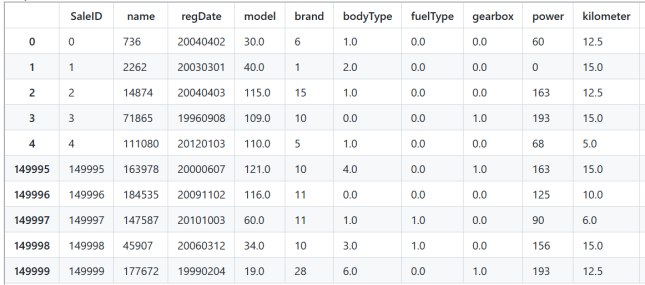 SaleID name regDate model brand bodyType fuelType gearbox power kilometer
0 0 736 20040402 30.0 6 1.0 0.0 0.0 60 12.5
1 1 2262 20030301 40.0 1 2.0 0.0 0.0 0 15.0
2 2 14874 20040403 115.0 15 1.0 0.0 0.0 163 12.5
3 3 71865 19960908 109.0 10 0.0 0.0 1.0 193 15.0
4 4 111080 20120103 110.0 5 1.0 0.0 0.0 68 5.0
149995 149995 163978 20000607 121.0 10 4.0 0.0 1.0 163 15.0
149996 149996 184535 20091102 116.0 11 0.0 0.0 0.0 125 10.0
149997 149997 147587 20101003 60.0 11 1.0 1.0 0.0 90 6.0
149998 149998 45907 20060312 34.0 10 3.0 1.0 0.0 156 15.0
149999 149999 177672 19990204 19.0 28 6.0 0.0 1.0 193 12.5